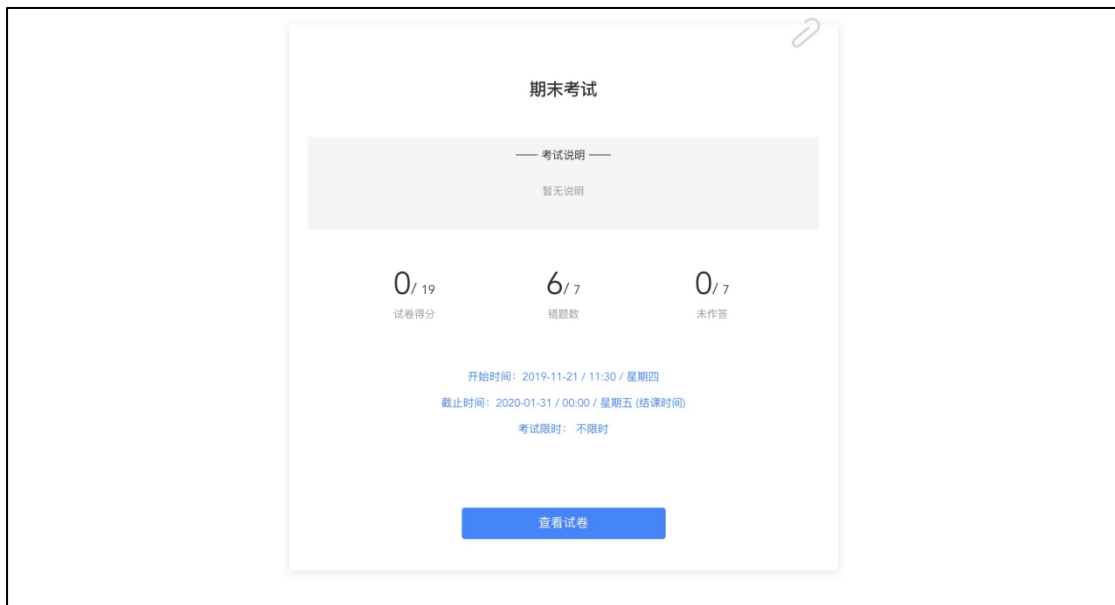 期末考试
—— 考试说明 ——
暂无说明
0/ 19
6/ 7
0/ 7
试卷得分
错题数
未作答
开始时间：2019-11-21 / 11:30 / 星期四
截止时间：2020-01-31 / 00:00 / 星期五 (结课时间)
考试限时： 不限时
查看试卷